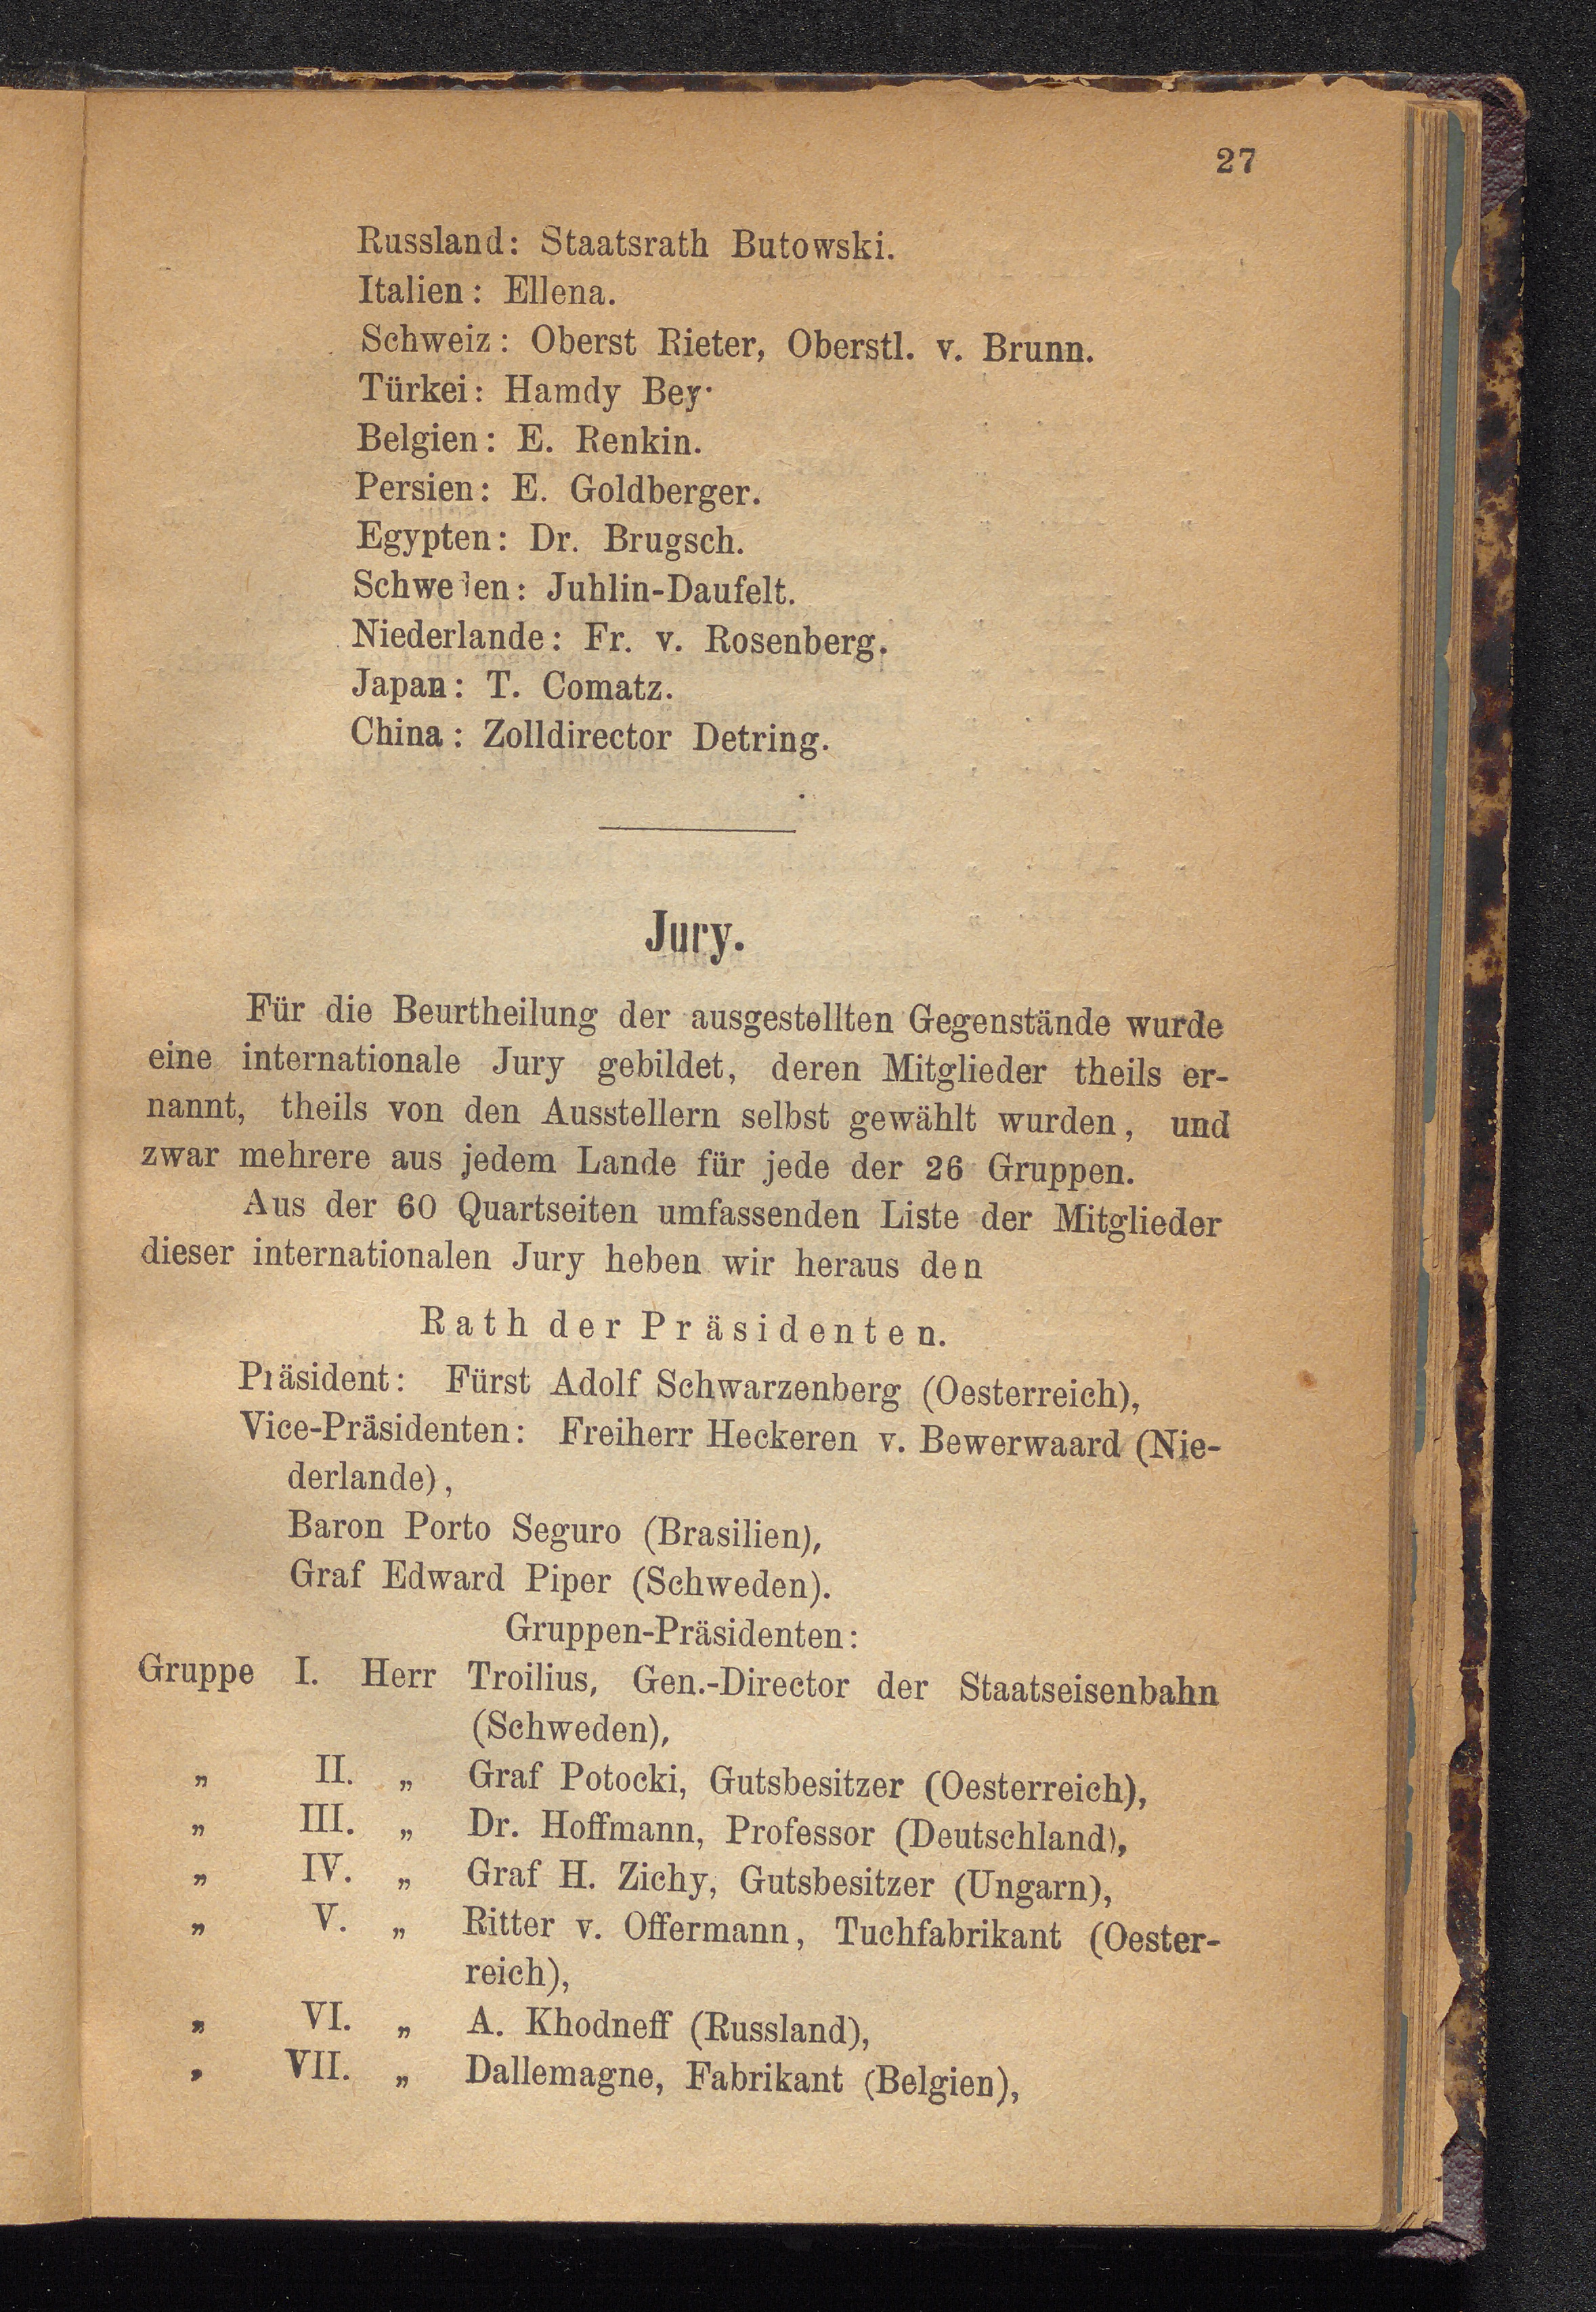 27
Russland: Staatsrath Butowski.
Italien: Ellena.
Schweiz: Oberst Rieter, Oberstl. v. Brunn.
Türkei: Hamdy Bey.
Belgien: E. Renkin.
Persien: E. Goldberger.
Egypten: Dr. Brugsch.
Schweden: Juhlin-Daufelt.
Niederlande: Fr. v. Rosenberg.
Japan: T. Comatz.
China: Zolldirector Detring.
Jury.
Für die Beurtheilung der ausgestellten Gegenstände wurde
eine internationale Jury gebildet, deren Mitglieder theils er-
nannt, theils von den Ausstellern selbst gewählt wurden, und
zwar mehrere aus jedem Lande für jede der 26 Gruppen.
Aus der 60 Quartseiten umfassenden Liste der Mitglieder
dieser internationalen Jury heben wir heraus den
Rath der Präsidenten.
Präsident: Fürst Adolf Schwarzenberg (Oesterreich),
Vice-Präsidenten: Freiherr Heckeren v. Bewerwaard (Nie-
derlande),
Baron Porto Seguro (Brasilien),
Graf Edward Piper (Schweden).
Gruppen-Präsidenten:
Gruppe I. Herr Troilius, Gen.-Director der Staatseisenbahn
(Schweden),
„ II. „ Graf Potocki, Gutsbesitzer (Oesterreich),
„ III. „ Dr. Hoffmann, Professor (Deutschland),
„ IV. „ Graf H. Zichy, Gutsbesitzer (Ungarn),
„ V. „ Ritter v. Offermann, Tuchfabrikant (Oester-
reich),
„ VI. „ A. Khodneff (Russland),
„ VII. „ Dallemagne, Fabrikant (Belgien),